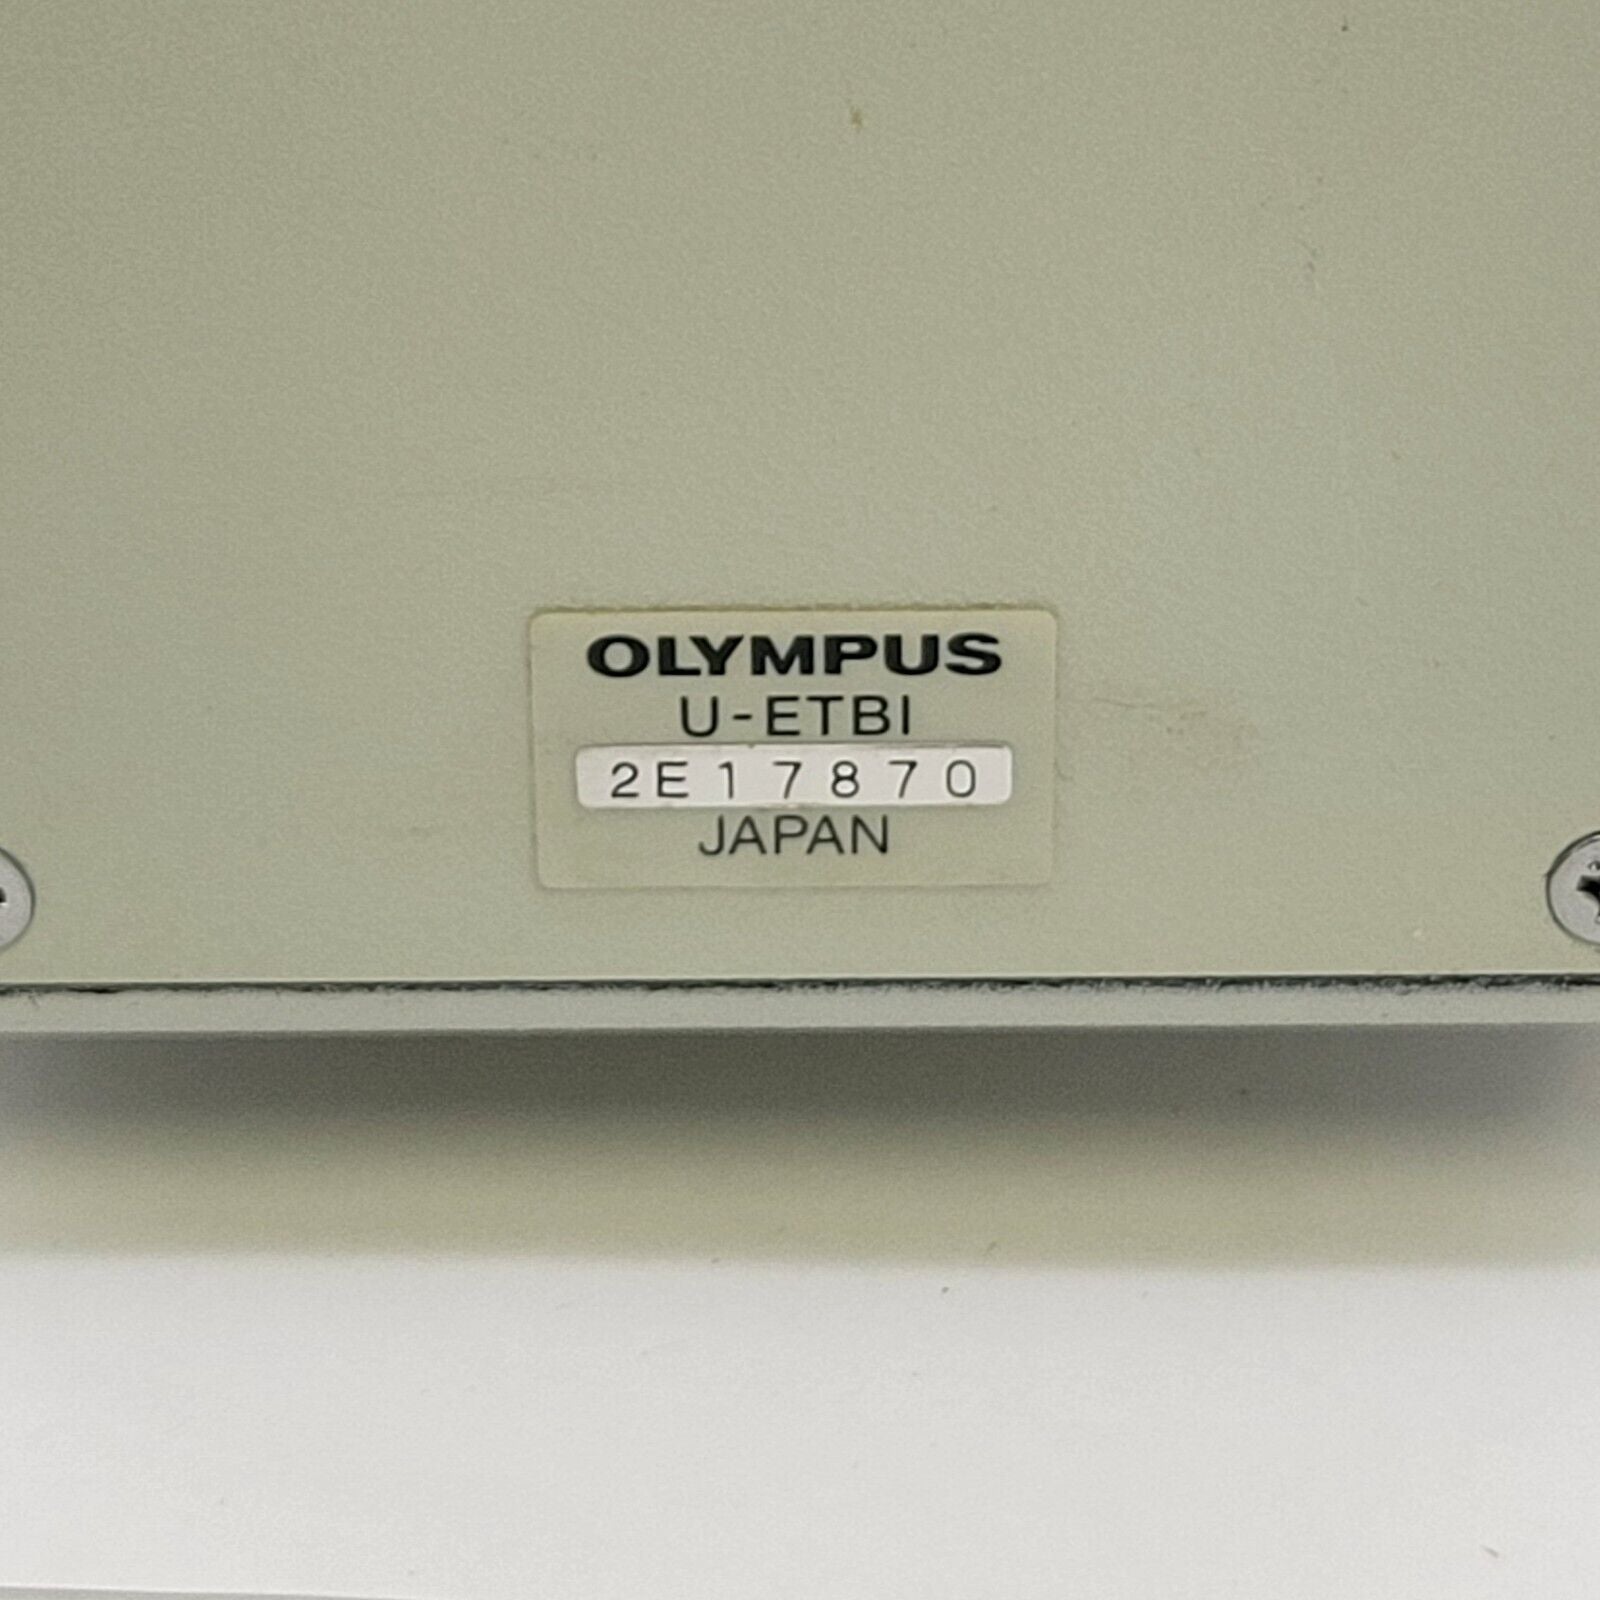 OLYMPUS
U-ETBI
2E17870
JAPAN